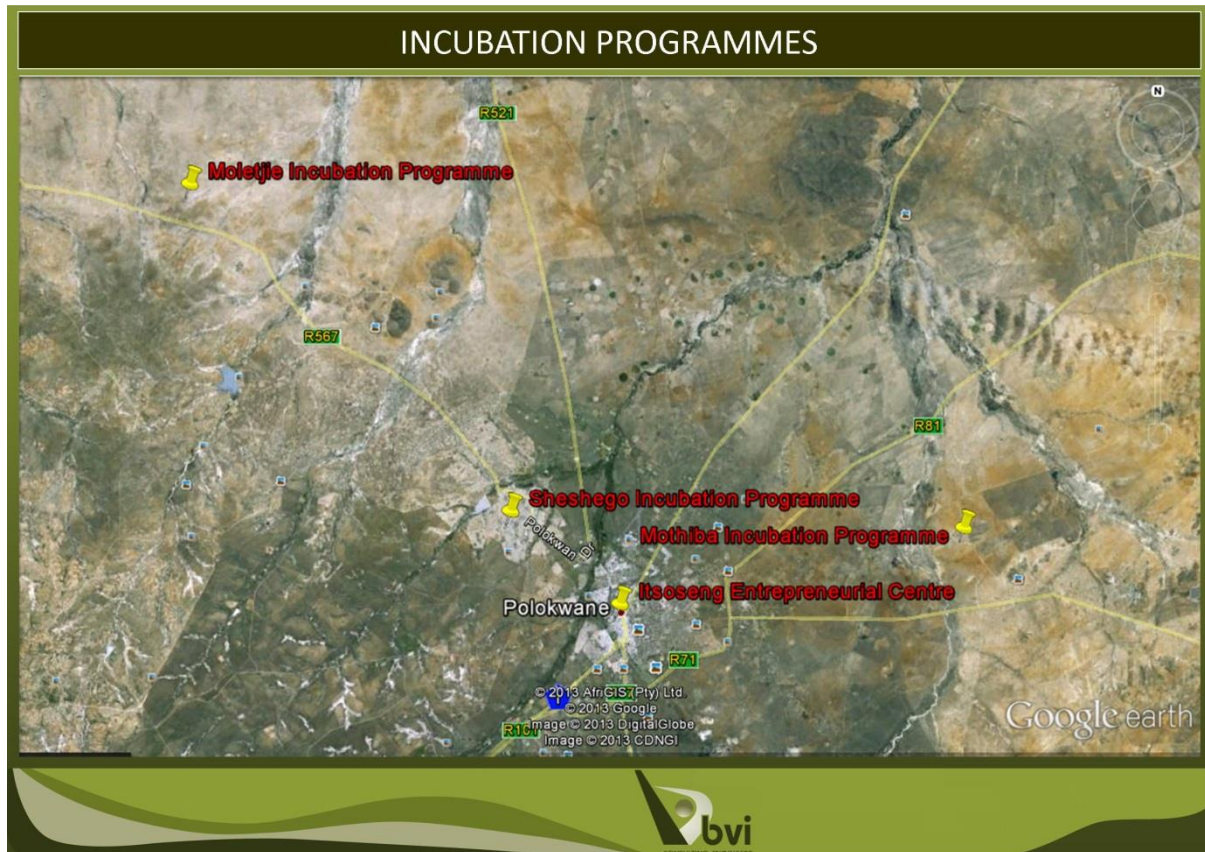 INCUBATION PROGRAMMES
N
R521
Moletjie Incubation Programme
R567
R81
Sheshego Incubation Programme
Mothiba Incubation Programme
Itsoseng Entrepreneurial Centre
Polokwane
R71
© 2013 AfriGIS (Pty) Ltd.
© 2013 Google
Image © 2013 DigitalGlobe
Image © 2013 CDNGI
Google earth
bvi